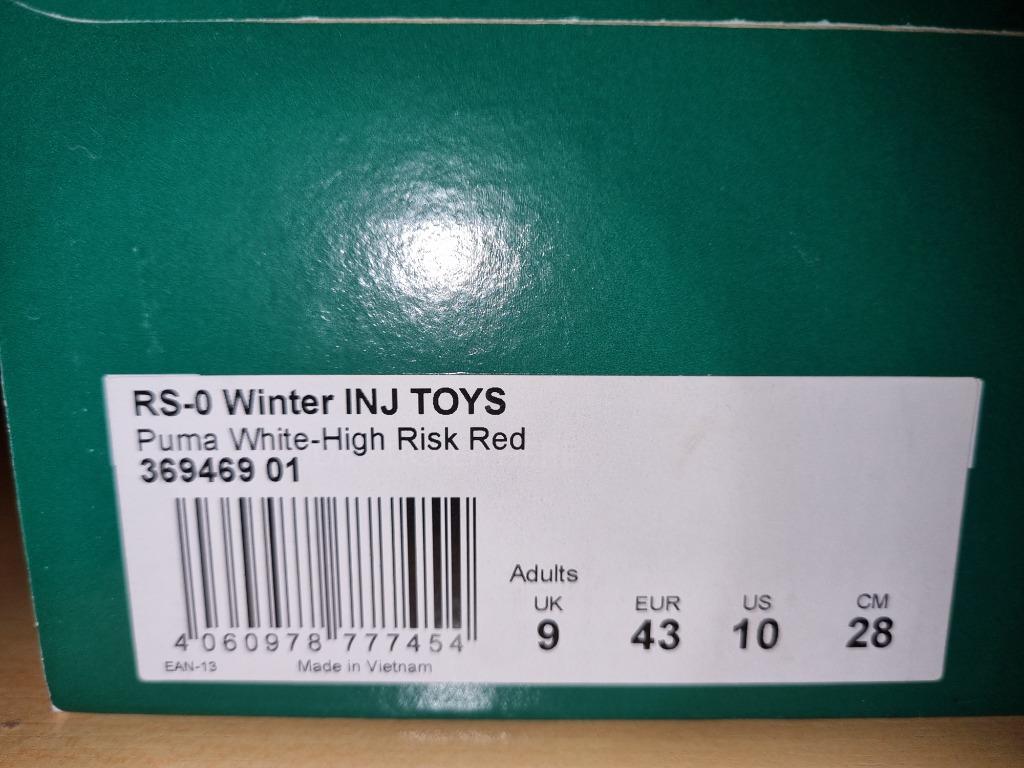 RS-0 Winter INJ TOYS
Puma White-High Risk Red
369469 01
4 060978 777454
EAN-13 Made in Vietnam
Adults
UK EUR US CM
9 43 10 28